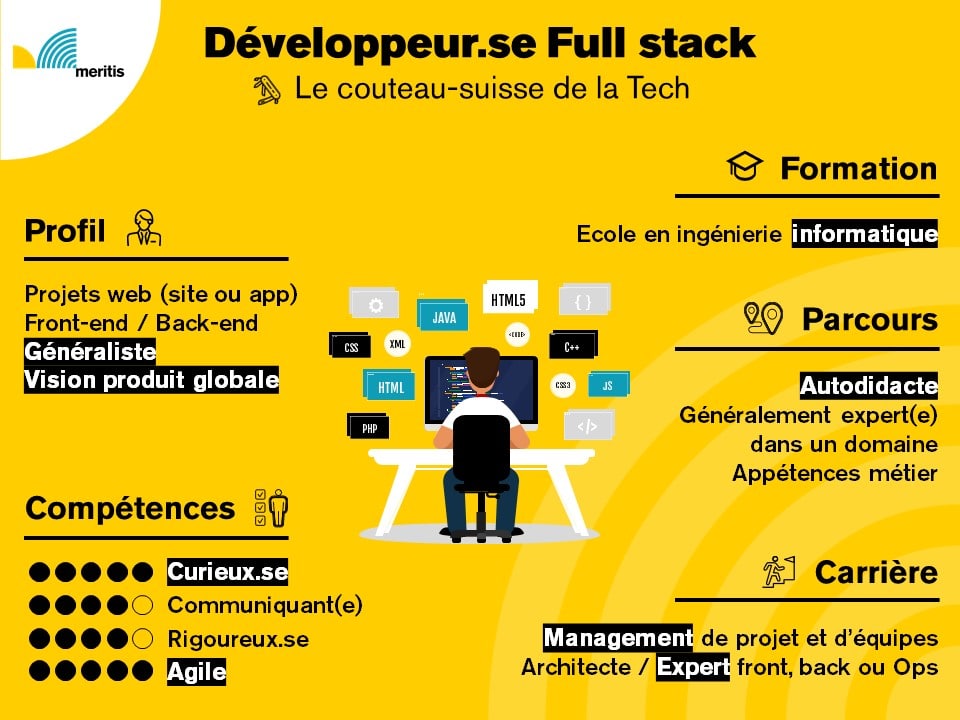 meritis
Développeur.se Full stack
Le couteau-suisse de la Tech
Formation
Ecole en ingénierie informatique
Profil
Projets web (site ou app)
Front-end / Back-end
Généraliste
Vision produit globale
HTML5
{ }
JAVA
<CODE>
CSS
XML
C++
HTML
CSS3
JS
PHP
</>
Parcours
Autodidacte
Généralement expert(e)
dans un domaine
Appétences métier
Compétences
Curieux.se
Communiquant(e)
Rigoureux.se
Agile
Carrière
Management de projet et d’équipes
Architecte / Expert front, back ou Ops